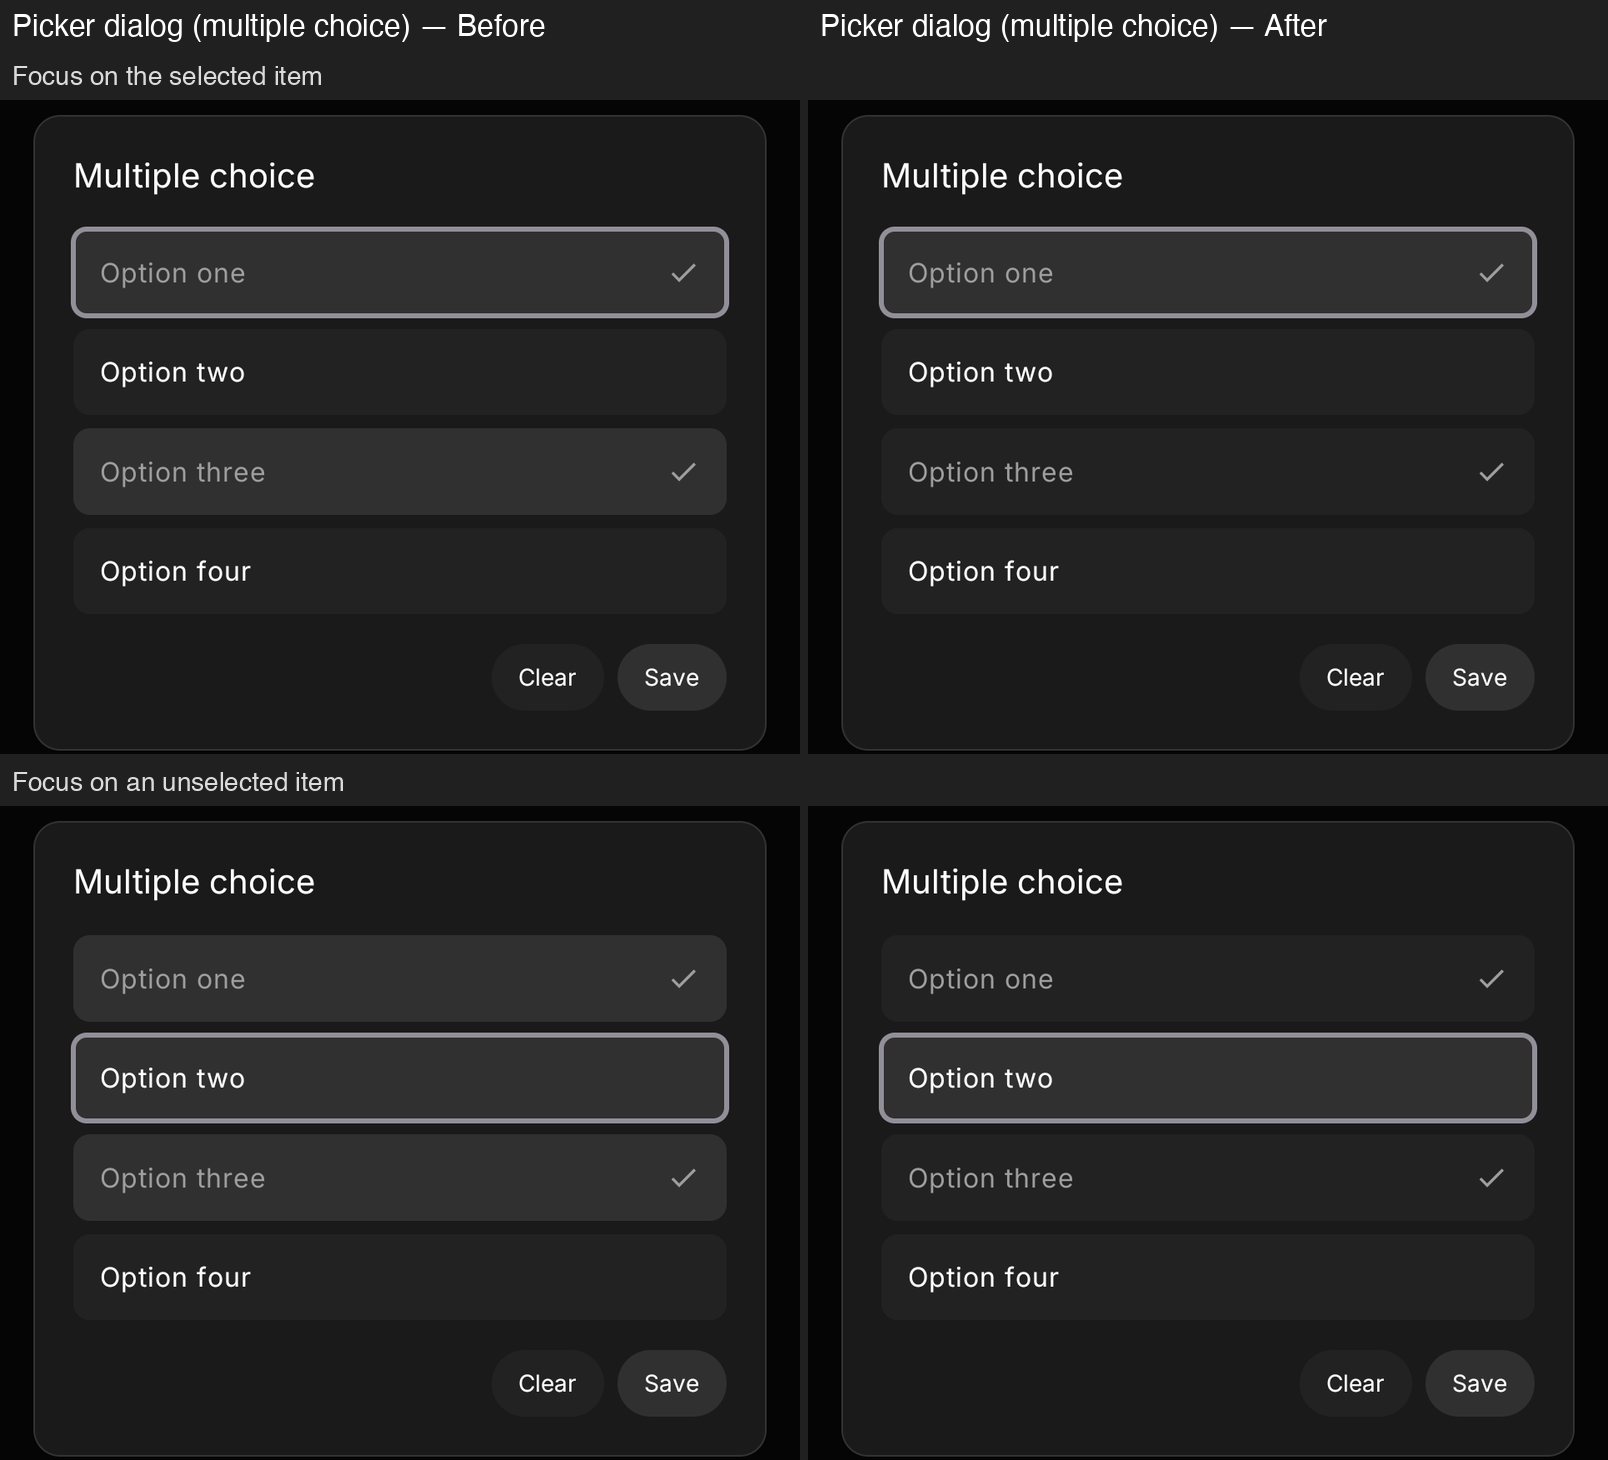 Picker dialog (multiple choice) — Before
Picker dialog (multiple choice) — After
Focus on the selected item
Multiple choice
Option one
Option two
Option three
Option four
Clear
Save
Multiple choice
Option one
Option two
Option three
Option four
Clear
Save
Focus on an unselected item
Multiple choice
Option one
Option two
Option three
Option four
Clear
Save
Multiple choice
Option one
Option two
Option three
Option four
Clear
Save